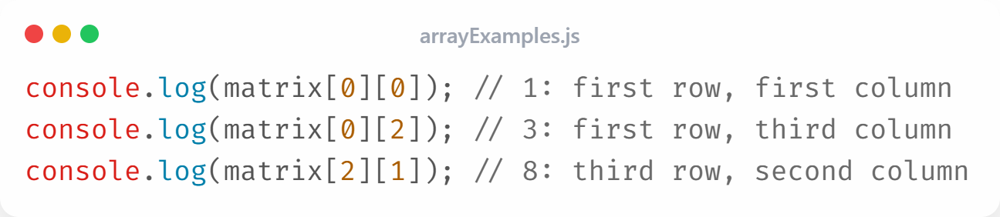 arrayExamples.js
console.log(matrix[0][0]); // 1: first row, first column
console.log(matrix[0][2]); // 3: first row, third column
console.log(matrix[2][1]); // 8: third row, second column